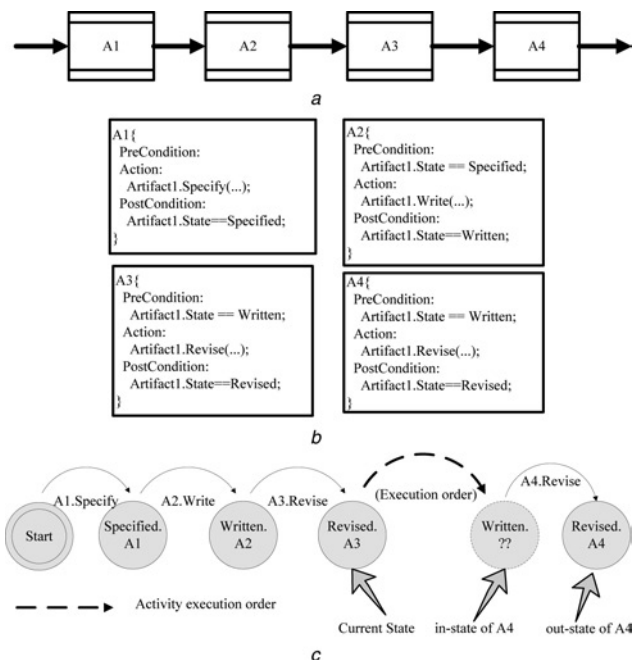 A1 A2 A3 A4
a
A1{
PreCondition:
Action:
Artifact1.Specify(...);
PostCondition:
Artifact1.State==Specified;
}
A2{
PreCondition:
Artifact1.State == Specified;
Action:
Artifact1.Write(...);
PostCondition:
Artifact1.State==Written;
}
A3{
PreCondition:
Artifact1.State == Written;
Action:
Artifact1.Revise(...);
PostCondition:
Artifact1.State==Revised;
}
A4{
PreCondition:
Artifact1.State == Written;
Action:
Artifact1.Revise(...);
PostCondition:
Artifact1.State==Revised;
}
b
A1.Specify A2.Write A3.Revise (Execution order) A4.Revise
Start
Specified.
A1
Written.
A2
Revised.
A3
Written.
??
Revised.
A4
Activity execution order
Current State in-state of A4 out-state of A4
c